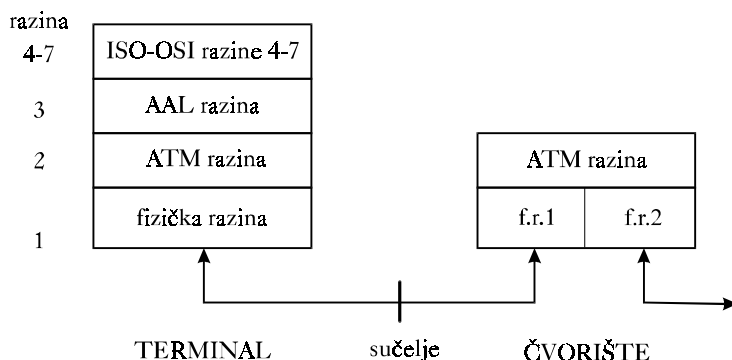 razina
4-7 ISO-OSI razine 4-7
3 AAL razina
2 ATM razina ATM razina
1 fizička razina f.r.1 f.r.2
TERMINAL sučelje ČVORIŠTE